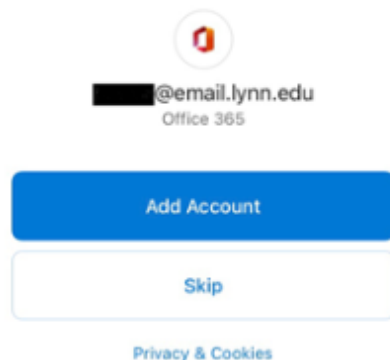 @email.lynn.edu
Office 365
Add Account
Skip
Privacy & Cookies